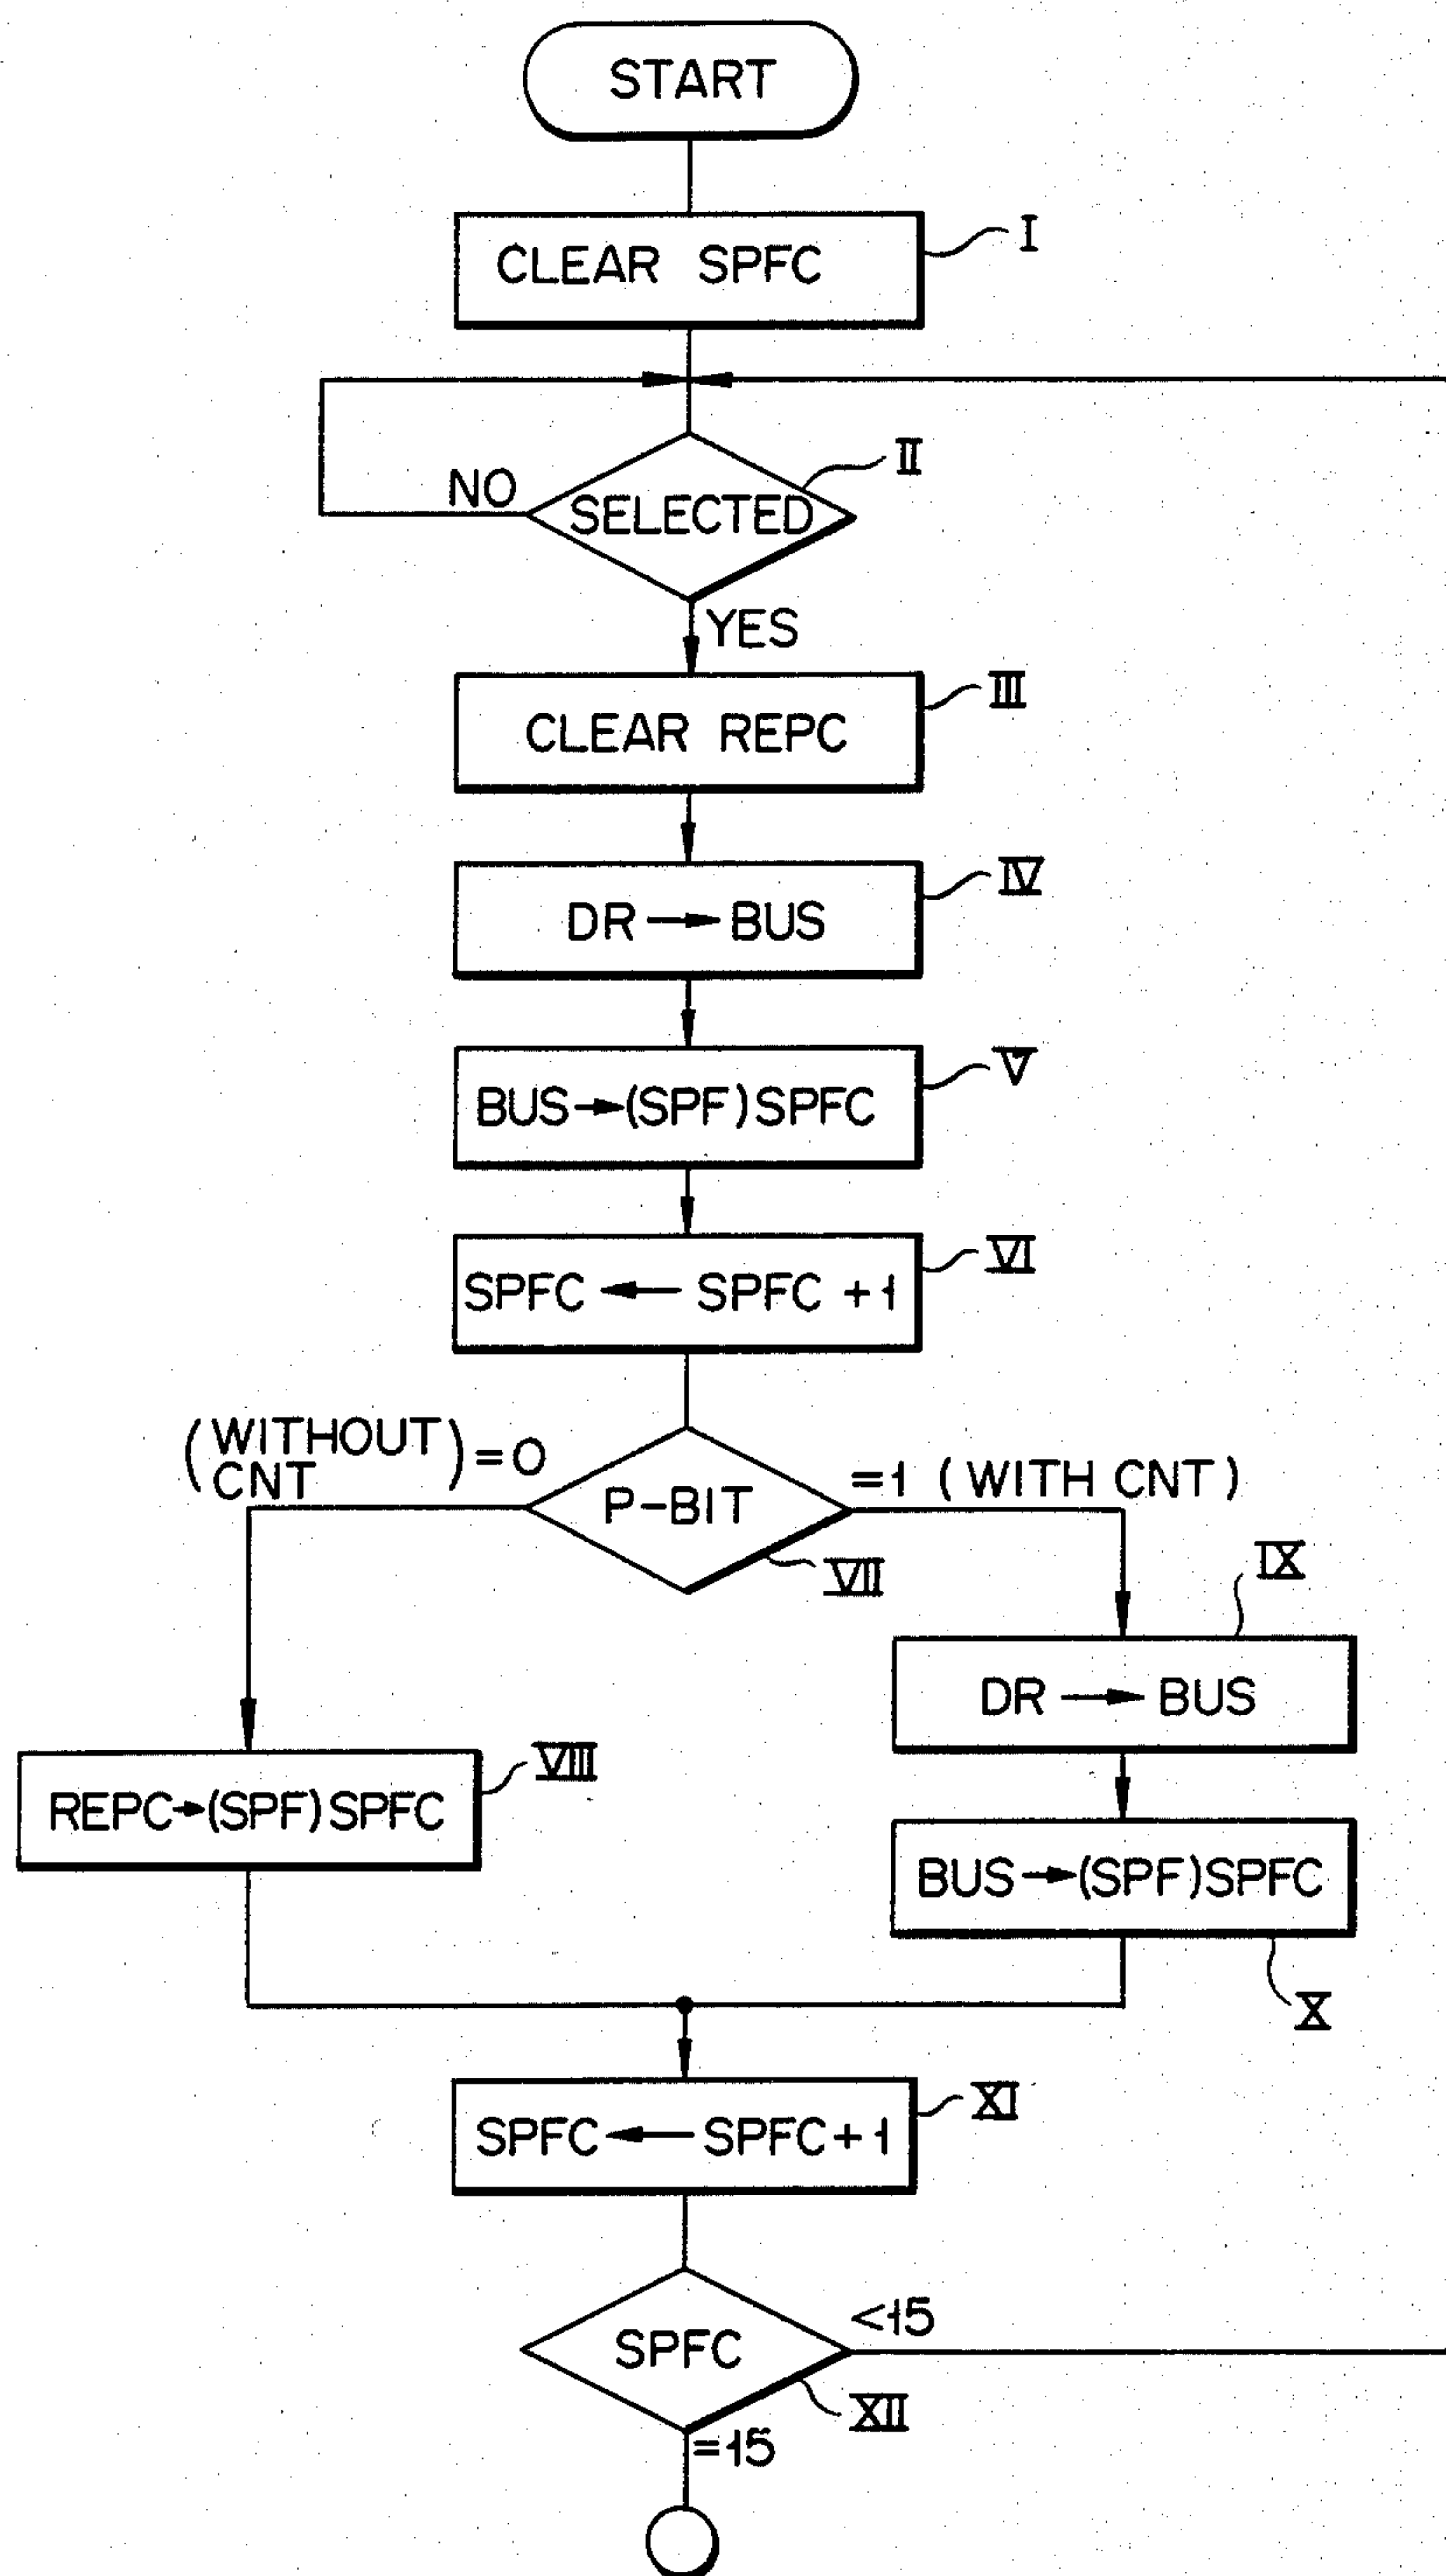 START
CLEAR SPFC
I
II
NO
SELECTED
YES
III
CLEAR REPC
IV
DR → BUS
V
BUS → (SPF) SPFC
VI
SPFC ← SPFC + 1
(WITHOUT CNT) = 0
= 1 (WITH CNT)
P-BIT
VII
IX
DR → BUS
VIII
REPC → (SPF) SPFC
BUS → (SPF) SPFC
X
XI
SPFC ← SPFC + 1
<15
SPFC
XII
=15